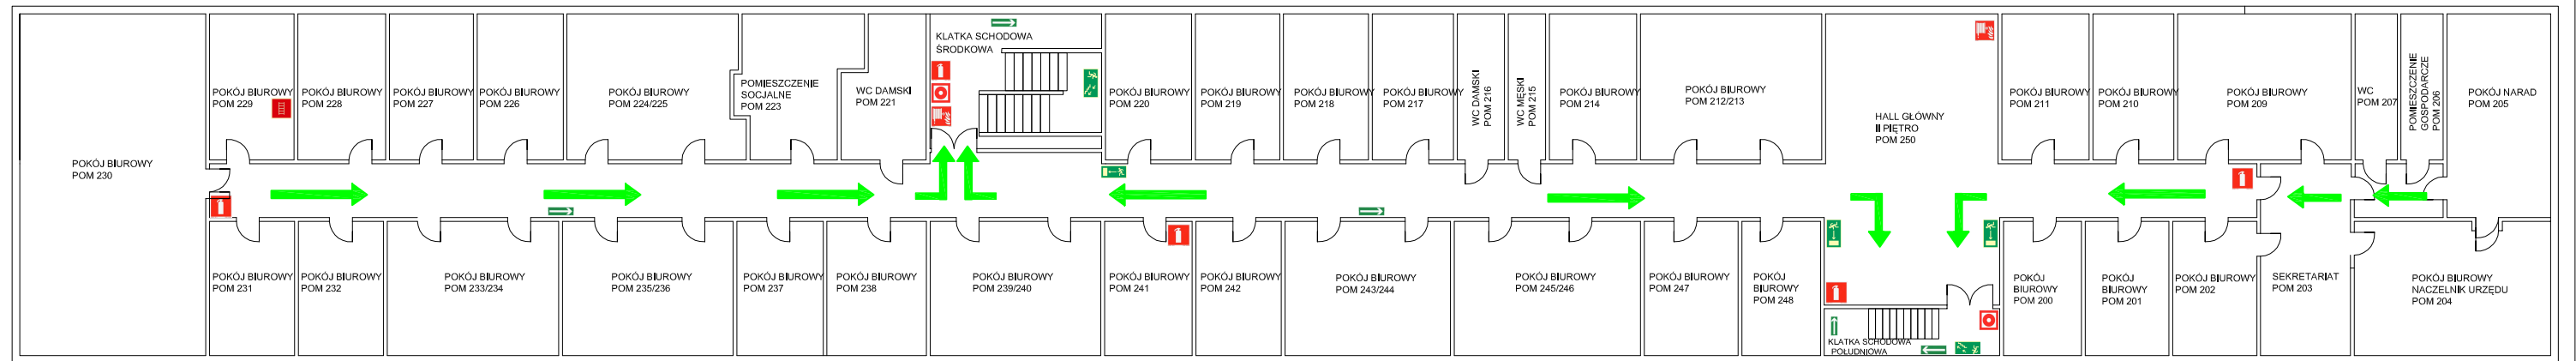 KLATKA SCHODOWA
ŚRODKOWA
POKÓJ BIUROWY
POM 229
POKÓJ BIUROWY
POM 228
POKÓJ BIUROWY
POM 227
POKÓJ BIUROWY
POM 226
POKÓJ BIUROWY
POM 224/225
POMIESZCZENIE
SOCJALNE
POM 223
WC DAMSKI
POM 221
POKÓJ BIUROWY
POM 220
POKÓJ BIUROWY
POM 219
POKÓJ BIUROWY
POM 218
POKÓJ BIUROWY
POM 217
WC DAMSKI
POM 216
WC MĘSKI
POM 215
POKÓJ BIUROWY
POM 214
POKÓJ BIUROWY
POM 212/213
HALL GŁÓWNY
II PIĘTRO
POM 250
POKÓJ BIUROWY
POM 211
POKÓJ BIUROWY
POM 210
POKÓJ BIUROWY
POM 209
WC
POM 207
POMIESZCZENIE
GOSPODARCZE
POM 206
POKÓJ NARAD
POM 205
POKÓJ BIUROWY
POM 230
POKÓJ BIUROWY
POM 231
POKÓJ BIUROWY
POM 232
POKÓJ BIUROWY
POM 233/234
POKÓJ BIUROWY
POM 235/236
POKÓJ BIUROWY
POM 237
POKÓJ BIUROWY
POM 238
POKÓJ BIUROWY
POM 239/240
POKÓJ BIUROWY
POM 241
POKÓJ BIUROWY
POM 242
POKÓJ BIUROWY
POM 243/244
POKÓJ BIUROWY
POM 245/246
POKÓJ BIUROWY
POM 247
POKÓJ
BIUROWY
POM 248
POKÓJ
BIUROWY
POM 200
POKÓJ
BIUROWY
POM 201
POKÓJ BIUROWY
POM 202
SEKRETARIAT
POM 203
POKÓJ BIUROWY
NACZELNIK URZĘDU
POM 204
KLATKA SCHODOWA
POŁUDNIOWA